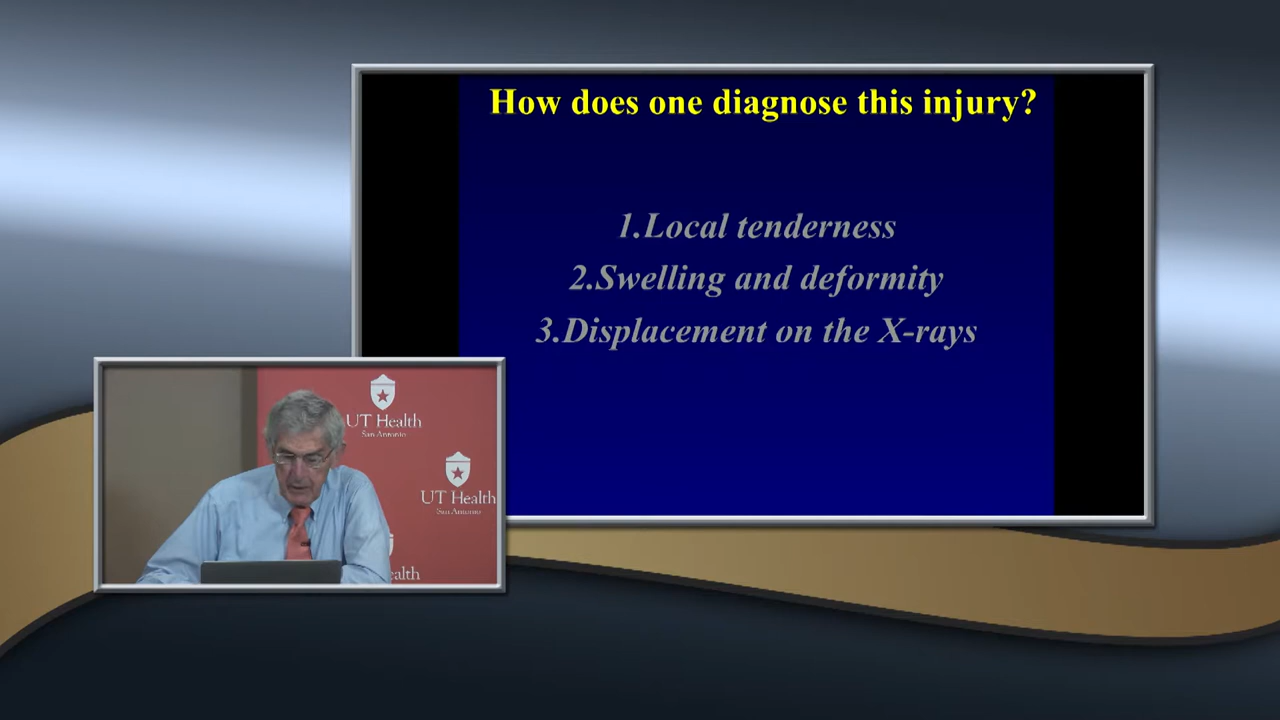 How does one diagnose this injury?
1.Local tenderness
2.Swelling and deformity
3.Displacement on the X-rays
UT Health
San Antonio
UT Health
San Antonio
ealth